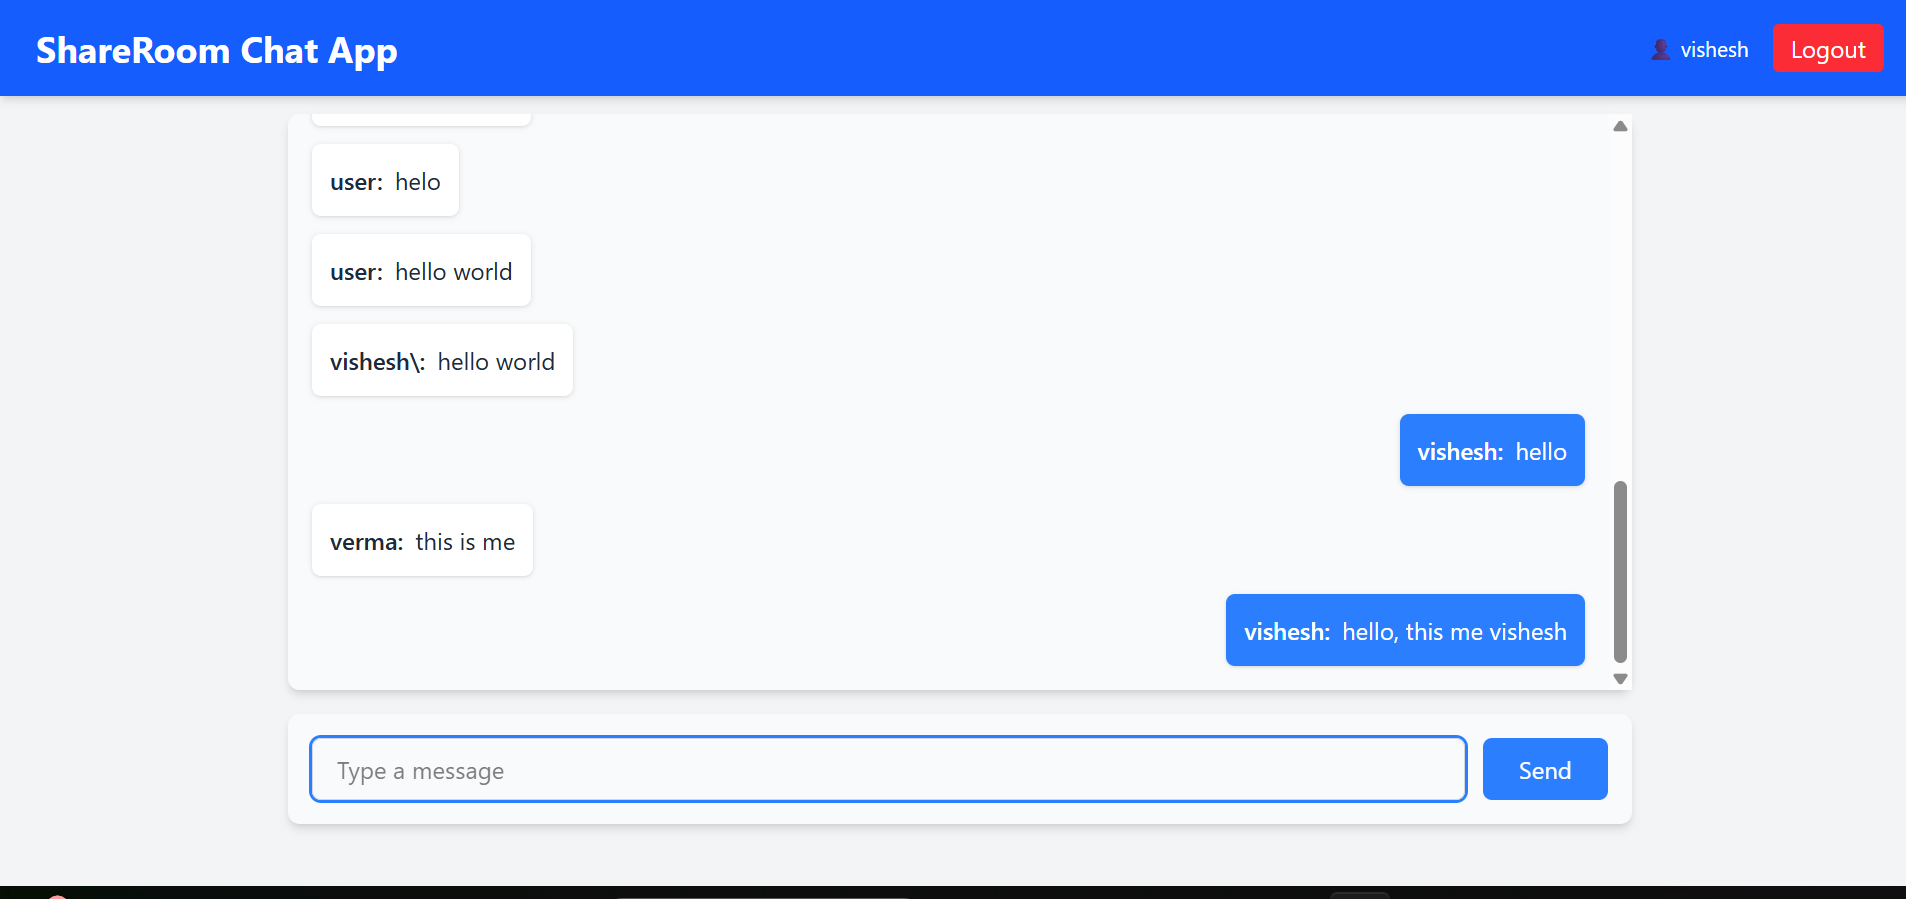 ShareRoom Chat App
vishesh
Logout
user: helo
user: hello world
vishesh\: hello world
vishesh: hello
verma: this is me
vishesh: hello, this me vishesh
Type a message
Send